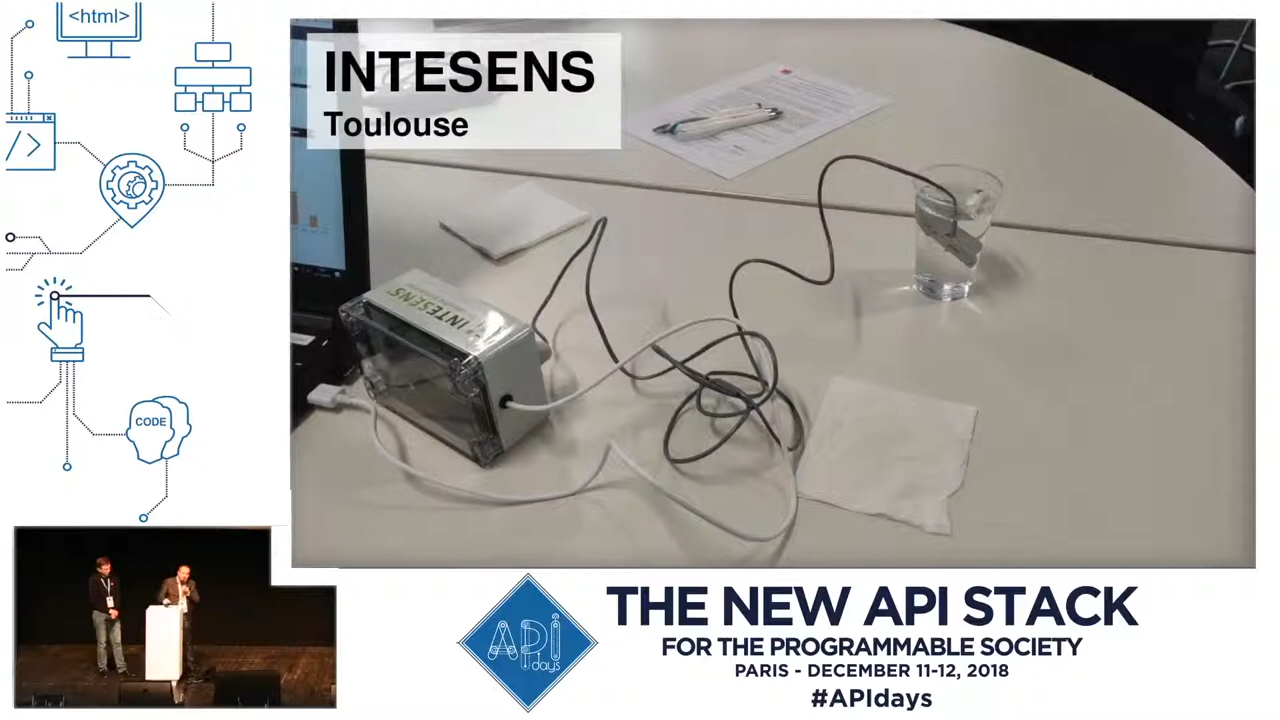 <html>
INTESENS
Toulouse
</>
INTESENS
CODE
API
days
THE NEW API STACK
FOR THE PROGRAMMABLE SOCIETY
PARIS - DECEMBER 11-12, 2018
#APIdays